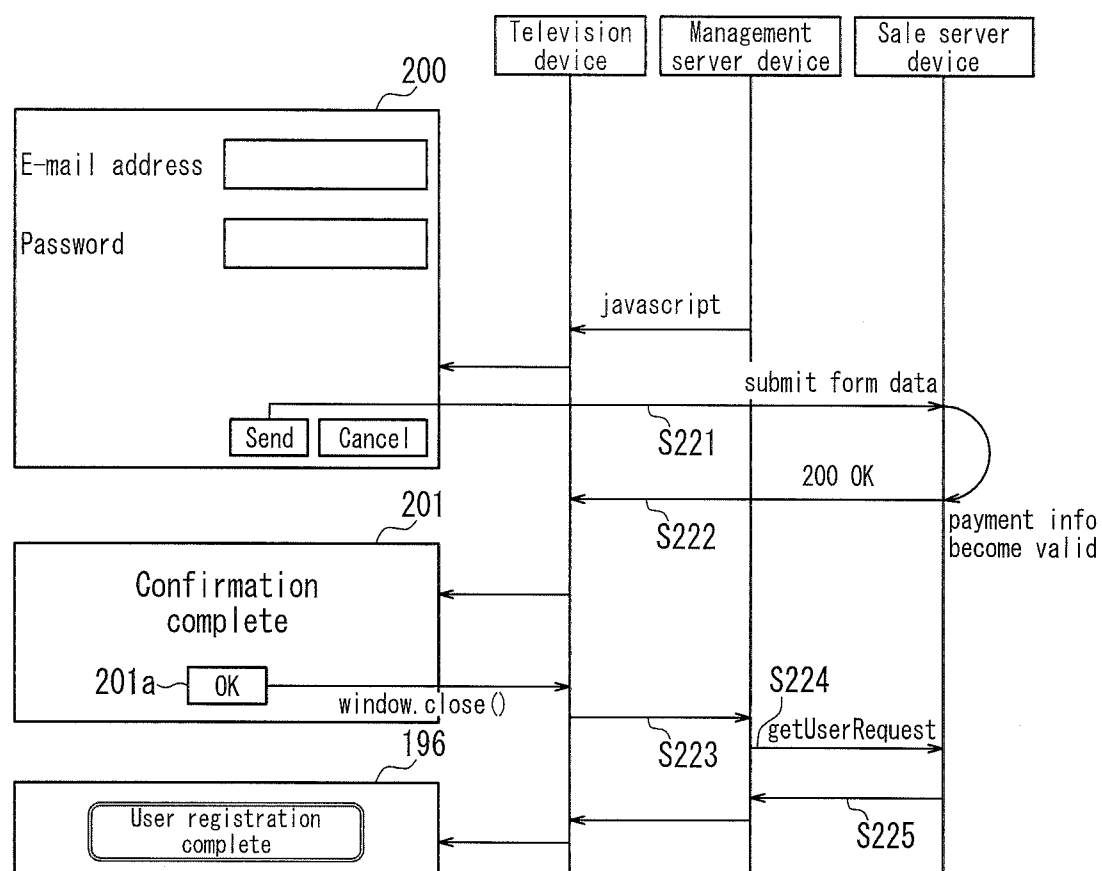 Television
device
Management
server device
Sale server
device
200
E-mail address
Password
javascript
submit form data
Send
Cancel
S221
200 OK
201
S222
payment info
become valid
Confirmation
complete
201a
OK
window.close()
S224
S223
getUserRequest
196
User registration
complete
S225